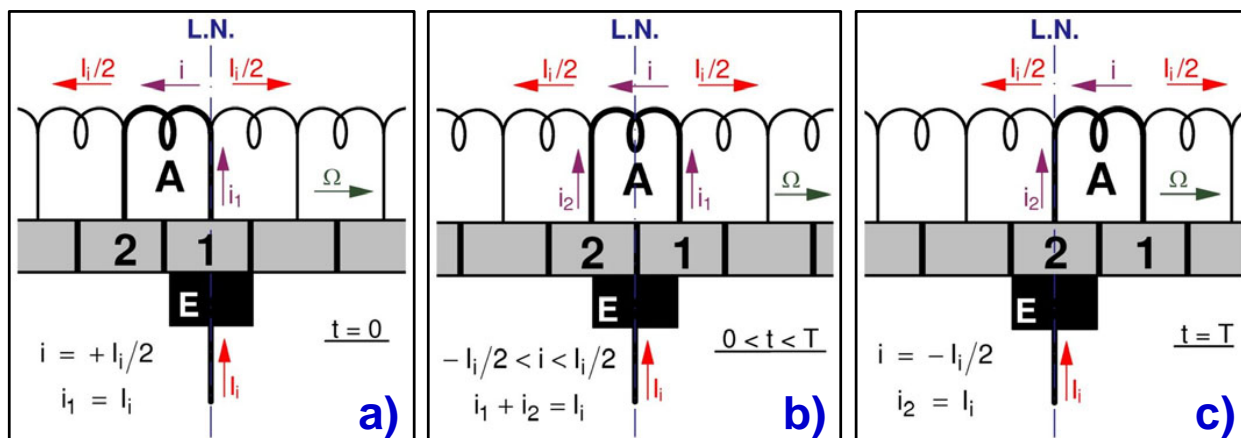 L.N.
Iᵢ/2 i Iᵢ/2
A
i₁
Ω
2 1
E
t = 0
i = + Iᵢ/2
i₁ = Iᵢ
Iᵢ
a)
L.N.
Iᵢ/2 i Iᵢ/2
A
i₂ i₁
Ω
2 1
E
0 < t < T
− Iᵢ/2 < i < Iᵢ/2
i₁ + i₂ = Iᵢ
Iᵢ
b)
L.N.
Iᵢ/2 i Iᵢ/2
A
i₂
Ω
2 1
E
t = T
i = − Iᵢ/2
i₂ = Iᵢ
Iᵢ
c)